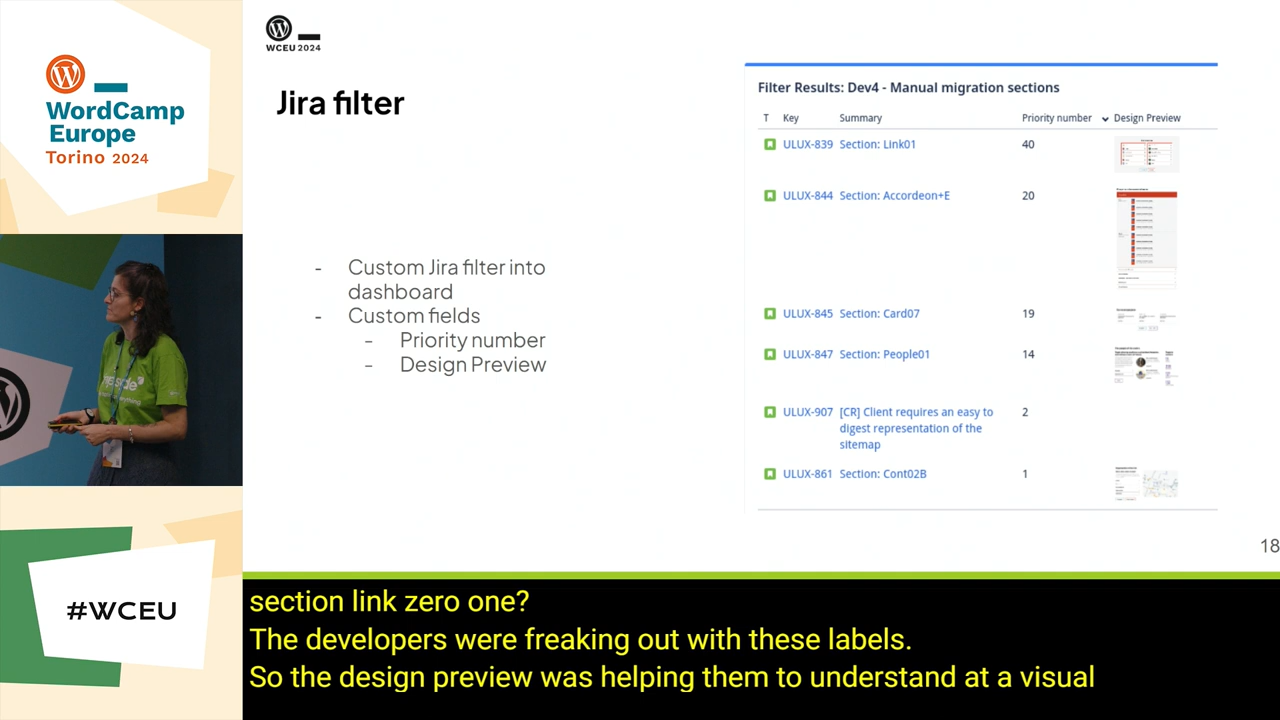 WordCamp
Europe
Torino 2024
#WCEU
WCEU 2024
Jira filter
- Custom Jira filter into
dashboard
- Custom fields
- Priority number
- Design Preview
Filter Results: Dev4 - Manual migration sections
T Key Summary Priority number Design Preview
ULUX-839 Section: Link01 40
ULUX-844 Section: Accordeon+E 20
ULUX-845 Section: Card07 19
ULUX-847 Section: People01 14
ULUX-907 [CR] Client requires an easy to 2
digest representation of the
sitemap
ULUX-861 Section: Cont02B 1
18
section link zero one?
The developers were freaking out with these labels.
So the design preview was helping them to understand at a visual